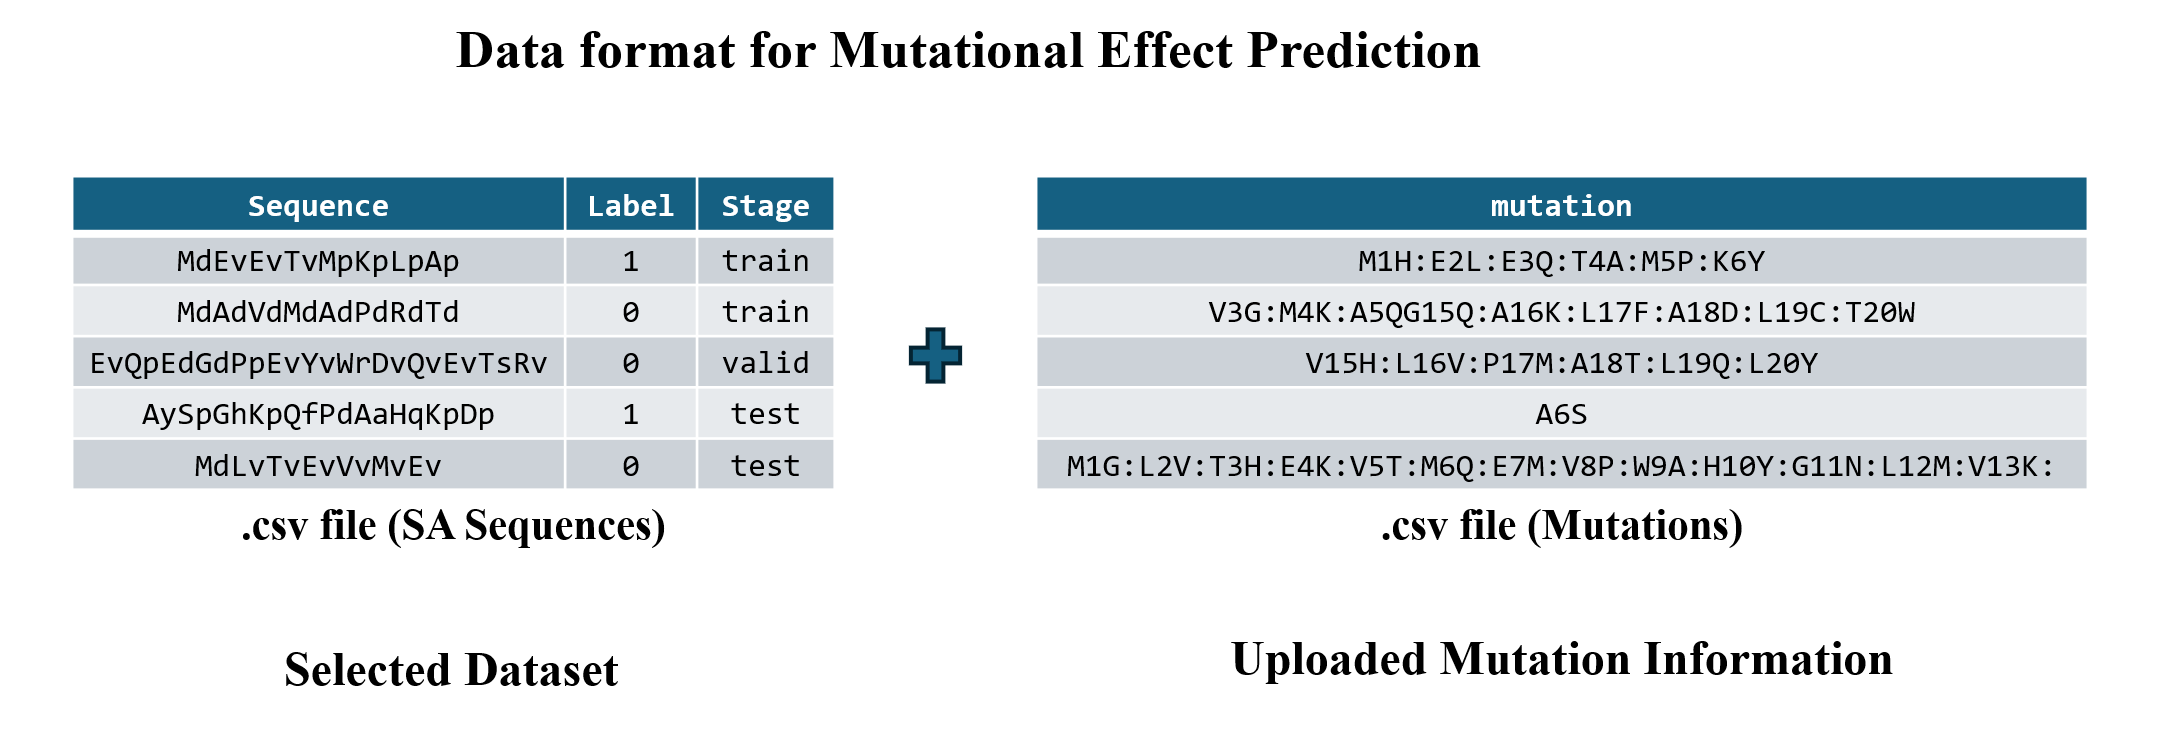 Data format for Mutational Effect Prediction
Sequence Label Stage
MdEvEvTvMpKpLpAp 1 train
MdAdVdMdAdPdRdTd 0 train
EvQpEdGdPpEvYvWrDvQvEvTsRv 0 valid
AySpGhKpQfPdAaHqKpDp 1 test
MdLvTvEvVvMvEv 0 test
.csv file (SA Sequences)
Selected Dataset
mutation
M1H:E2L:E3Q:T4A:M5P:K6Y
V3G:M4K:A5QG15Q:A16K:L17F:A18D:L19C:T20W
V15H:L16V:P17M:A18T:L19Q:L20Y
A6S
M1G:L2V:T3H:E4K:V5T:M6Q:E7M:V8P:W9A:H10Y:G11N:L12M:V13K:
.csv file (Mutations)
Uploaded Mutation Information